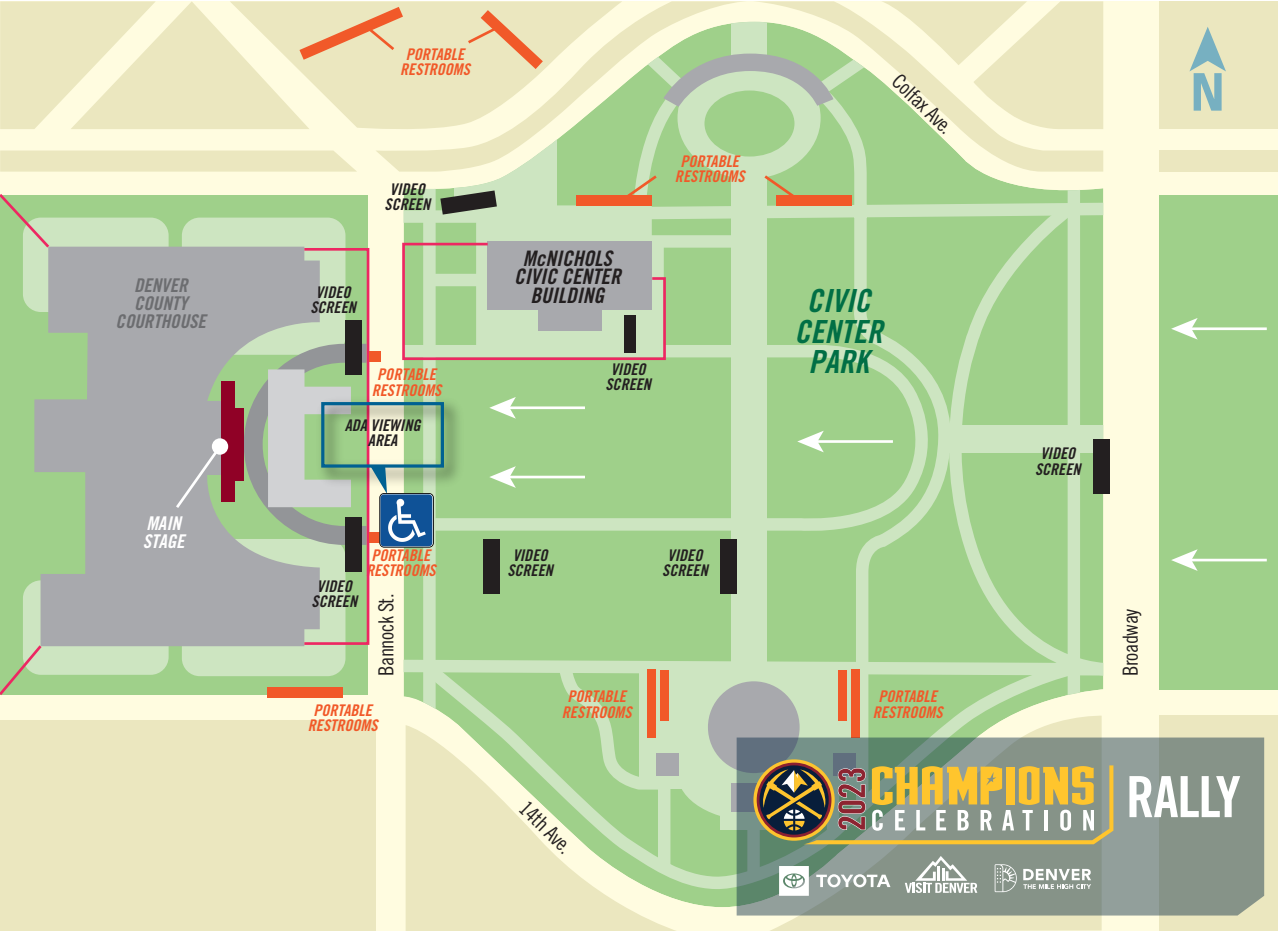 PORTABLE
RESTROOMS
N
Colfax Ave.
PORTABLE
RESTROOMS
VIDEO
SCREEN
McNICHOLS
CIVIC CENTER
BUILDING
DENVER
COUNTY
COURTHOUSE
VIDEO
SCREEN
CIVIC
CENTER
PARK
VIDEO
SCREEN
PORTABLE
RESTROOMS
ADA VIEWING
AREA
VIDEO
SCREEN
MAIN
STAGE
PORTABLE
RESTROOMS
VIDEO
SCREEN
VIDEO
SCREEN
VIDEO
SCREEN
Bannock St.
Broadway
PORTABLE
RESTROOMS
PORTABLE
RESTROOMS
PORTABLE
RESTROOMS
14th Ave.
2023
CHAMPIONS
CELEBRATION
RALLY
TOYOTA
VISIT DENVER
DENVER
THE MILE HIGH CITY